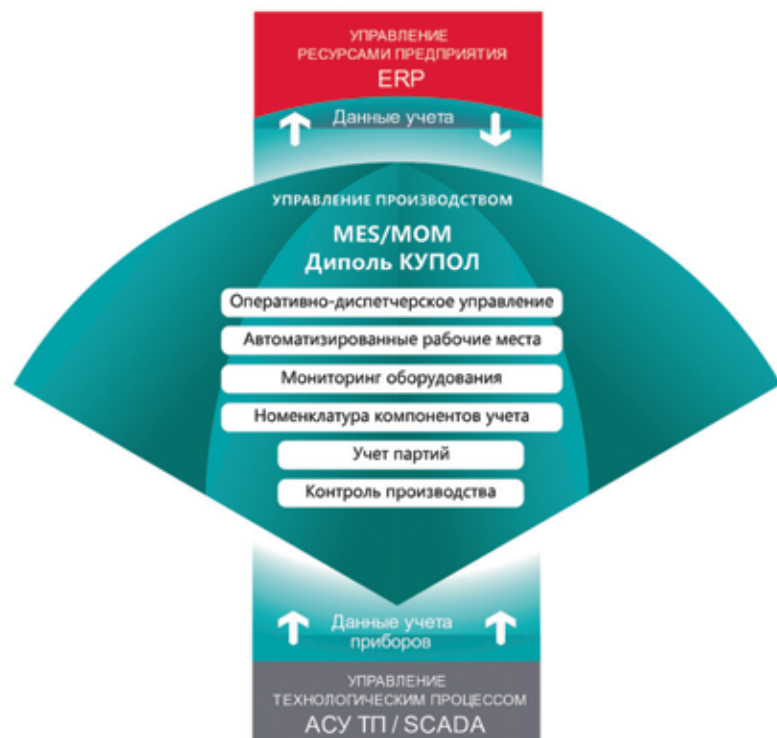 УПРАВЛЕНИЕ
РЕСУРСАМИ ПРЕДПРИЯТИЯ
ERP
Данные учета
УПРАВЛЕНИЕ ПРОИЗВОДСТВОМ
MES/MOM
Диполь КУПОЛ
Оперативно-диспетчерское управление
Автоматизированные рабочие места
Мониторинг оборудования
Номенклатура компонентов учета
Учет партий
Контроль производства
Данные учета
приборов
УПРАВЛЕНИЕ
ТЕХНОЛОГИЧЕСКИМ ПРОЦЕССОМ
АСУ ТП / SCADA